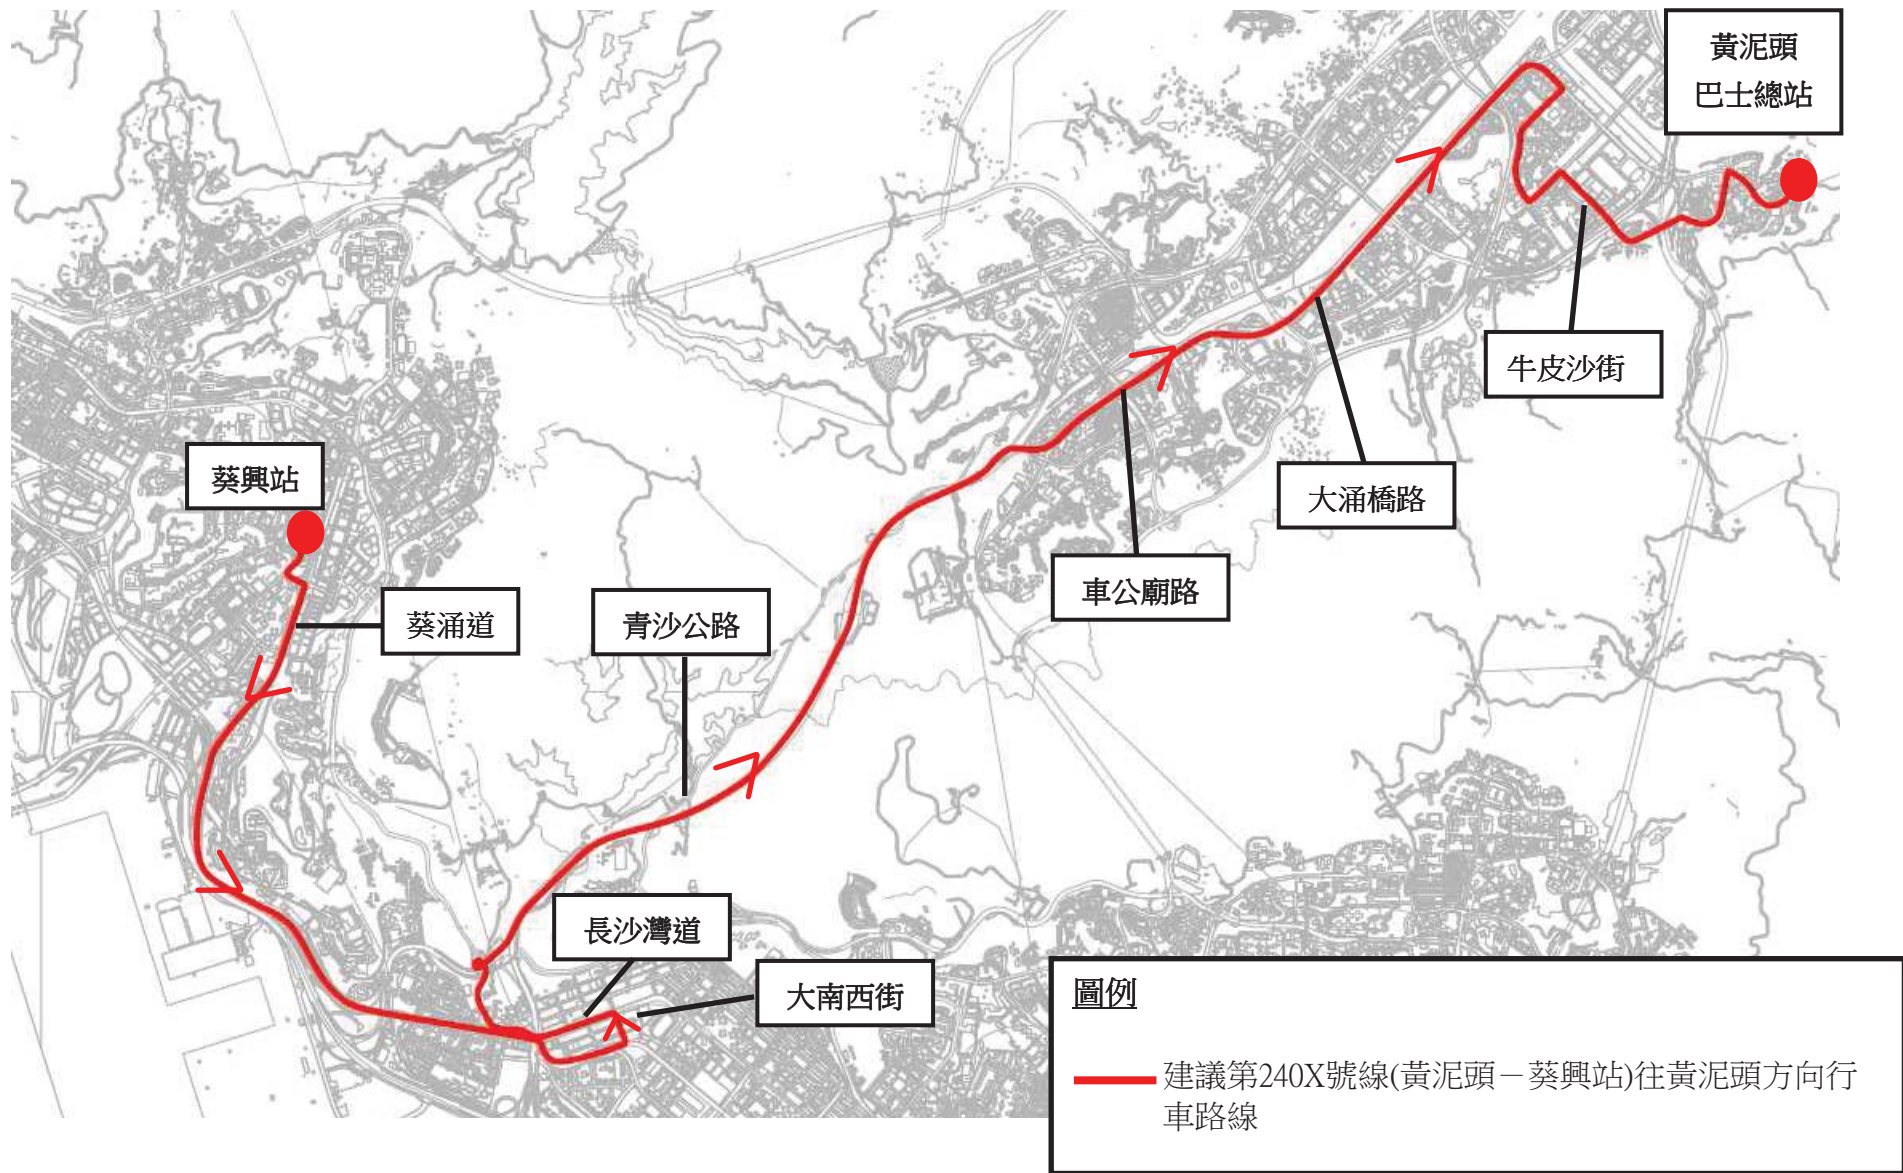 黃泥頭
巴士總站
牛皮沙街
葵興站
大涌橋路
車公廟路
葵涌道
青沙公路
長沙灣道
大南西街
圖例
建議第240X號線(黃泥頭－葵興站)往黃泥頭方向行
車路線